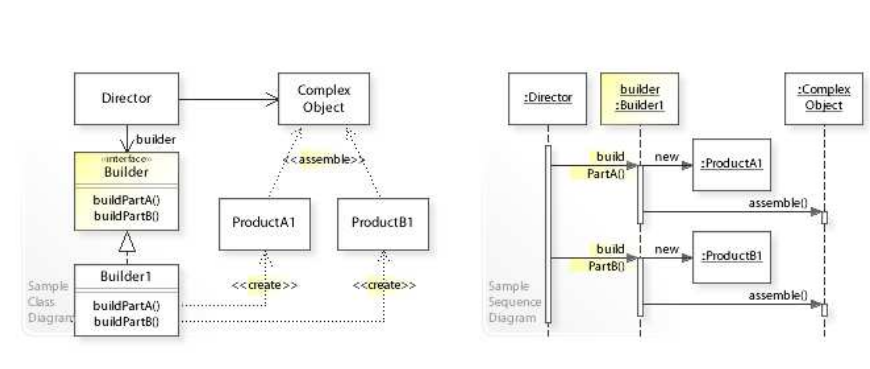 Director
Complex
Object
builder
«interface»
Builder
buildPartA()
buildPartB()
<<assemble>>
ProductA1
ProductB1
Builder1
buildPartA()
buildPartB()
<<create>>
<<create>>
Sample
Class
Diagram
:Director
builder
:Builder1
:Complex
Object
build
PartA()
new
:ProductA1
assemble()
build
PartB()
new
:ProductB1
assemble()
Sample
Sequence
Diagram